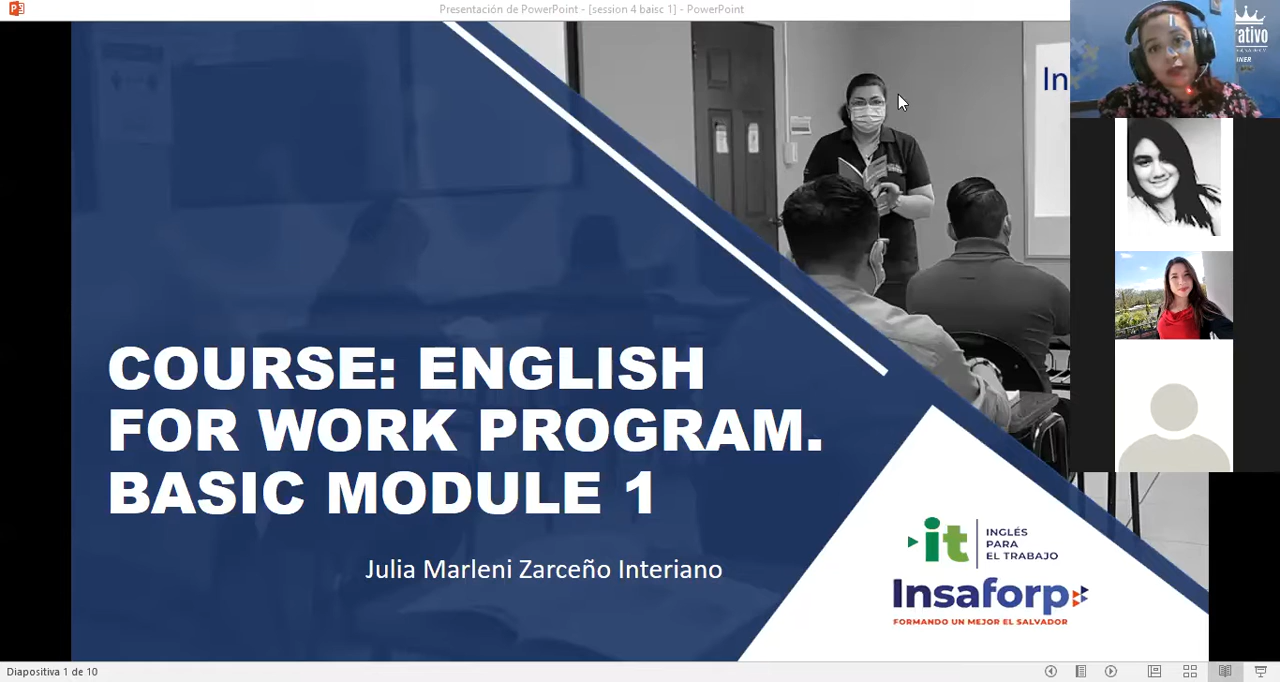 Presentación de PowerPoint - [session 4 baisc 1] - PowerPoint
In
COURSE: ENGLISH
FOR WORK PROGRAM.
BASIC MODULE 1
Julia Marleni Zarceño Interiano
it
INGLÉS
PARA
EL TRABAJO
Insaforp
FORMANDO UN MEJOR EL SALVADOR
Diapositiva 1 de 10